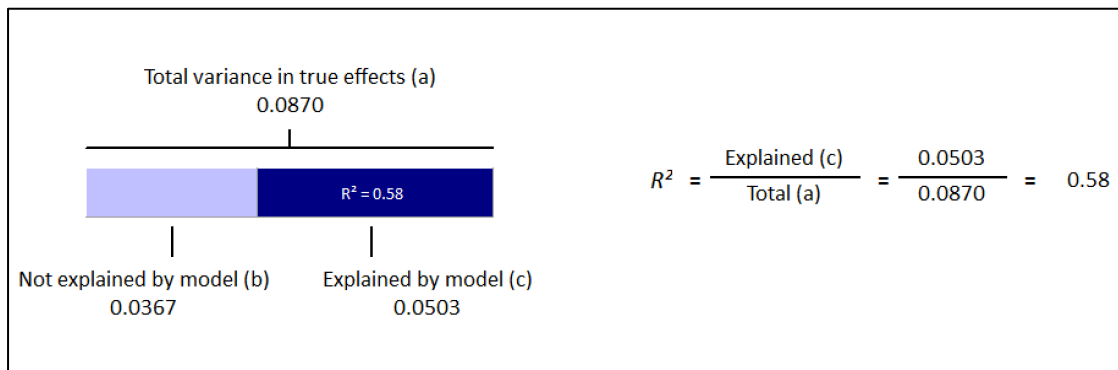 Total variance in true effects (a)
0.0870
R² = 0.58
Not explained by model (b)
0.0367
Explained by model (c)
0.0503
R² = Explained (c) / Total (a) = 0.0503 / 0.0870 = 0.58